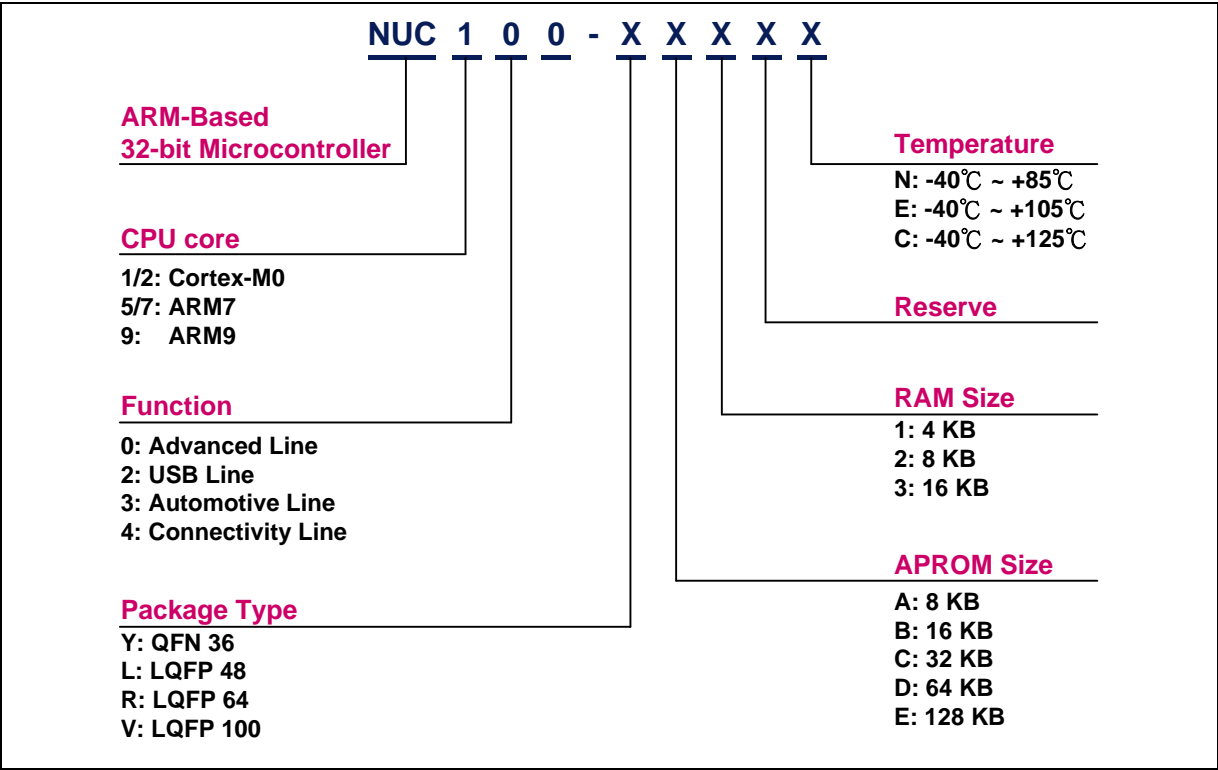 NUC 1 0 0 - X X X X X
ARM-Based
32-bit Microcontroller
CPU core
1/2: Cortex-M0
5/7: ARM7
9: ARM9
Function
0: Advanced Line
2: USB Line
3: Automotive Line
4: Connectivity Line
Package Type
Y: QFN 36
L: LQFP 48
R: LQFP 64
V: LQFP 100
Temperature
N: -40℃ ~ +85℃
E: -40℃ ~ +105℃
C: -40℃ ~ +125℃
Reserve
RAM Size
1: 4 KB
2: 8 KB
3: 16 KB
APROM Size
A: 8 KB
B: 16 KB
C: 32 KB
D: 64 KB
E: 128 KB